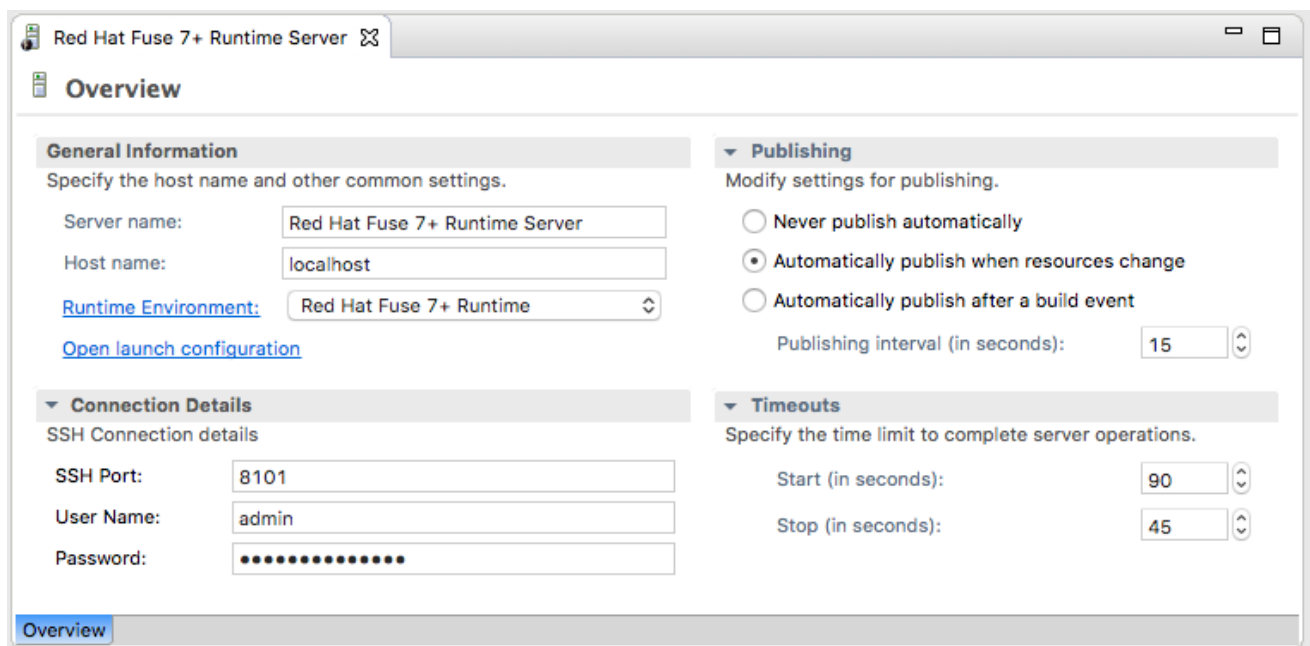 Red Hat Fuse 7+ Runtime Server
Overview
General Information
Specify the host name and other common settings.
Server name: Red Hat Fuse 7+ Runtime Server
Host name: localhost
Runtime Environment: Red Hat Fuse 7+ Runtime
Open launch configuration
Connection Details
SSH Connection details
SSH Port: 8101
User Name: admin
Password: ••••••••••••••
Publishing
Modify settings for publishing.
Never publish automatically
Automatically publish when resources change
Automatically publish after a build event
Publishing interval (in seconds): 15
Timeouts
Specify the time limit to complete server operations.
Start (in seconds): 90
Stop (in seconds): 45
Overview